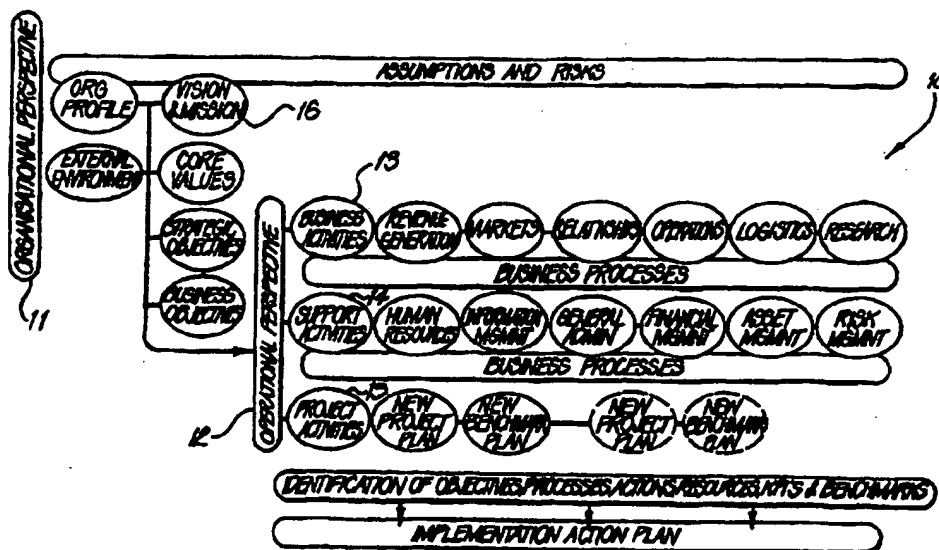 ORGANISATIONAL PERSPECTIVE
ASSUMPTIONS AND RISKS
ORG
PROFILE
VISION
&MISSION
16
EXTERNAL
ENVIRONMENT
CORE
VALUES
STRATEGIC
OBJECTIVES
BUSINESS
OBJECTIVES
11
OPERATIONAL PERSPECTIVE
12
13
BUSINESS
ACTIVITIES
REVENUE
GENERATION
MARKETS
RELATIONSHIPS
OPERATIONS
LOGISTICS
RESEARCH
BUSINESS PROCESSES
14
SUPPORT
ACTIVITIES
HUMAN
RESOURCES
INFORMATION
MGMNT
GENERAL
ADMIN
FINANCIAL
MGMNT
ASSET
MGMNT
RISK
MGMNT
BUSINESS PROCESSES
15
PROJECT
ACTIVITIES
NEW
PROJECT
PLAN
NEW
BENCHMARK
PLAN
NEW
PROJECT
PLAN
NEW
BENCHMARK
PLAN
IDENTIFICATION OF OBJECTIVES, PROCESSES, ACTIONS, RESOURCES, KPI'S & BENCHMARKS
IMPLEMENTATION ACTION PLAN